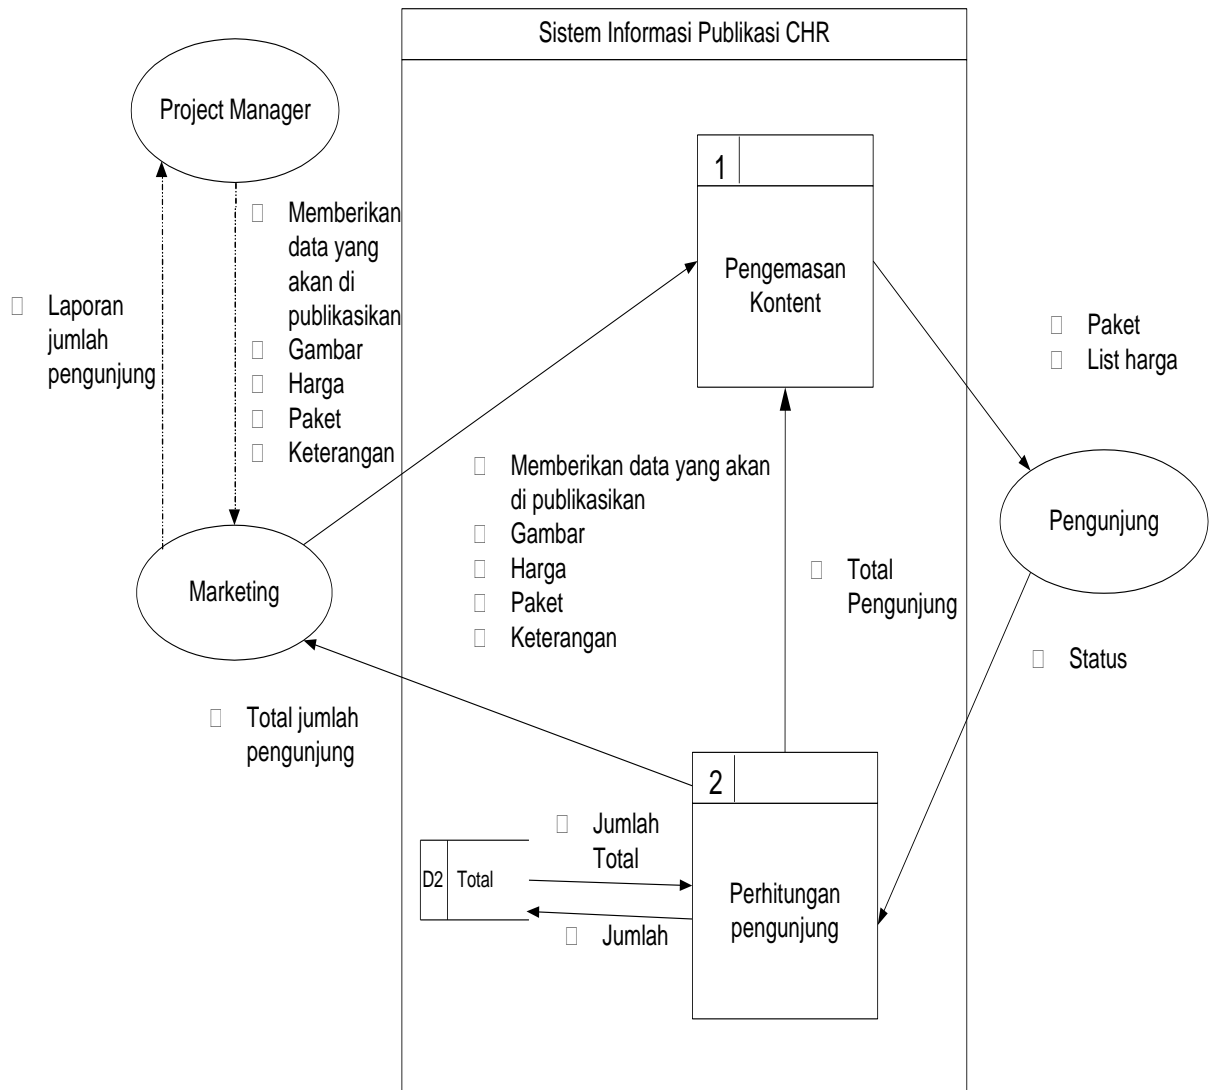 Sistem Informasi Publikasi CHR
Project Manager
1
Memberikan
data yang
akan di
publikasikan
Gambar
Harga
Paket
Keterangan
Laporan
jumlah
pengunjung
Pengemasan
Kontent
Paket
List harga
Memberikan data yang akan
di publikasikan
Gambar
Harga
Paket
Keterangan
Pengunjung
Marketing
Total
Pengunjung
Status
Total jumlah
pengunjung
2
Jumlah
Total
D2 Total
Perhitungan
pengunjung
Jumlah